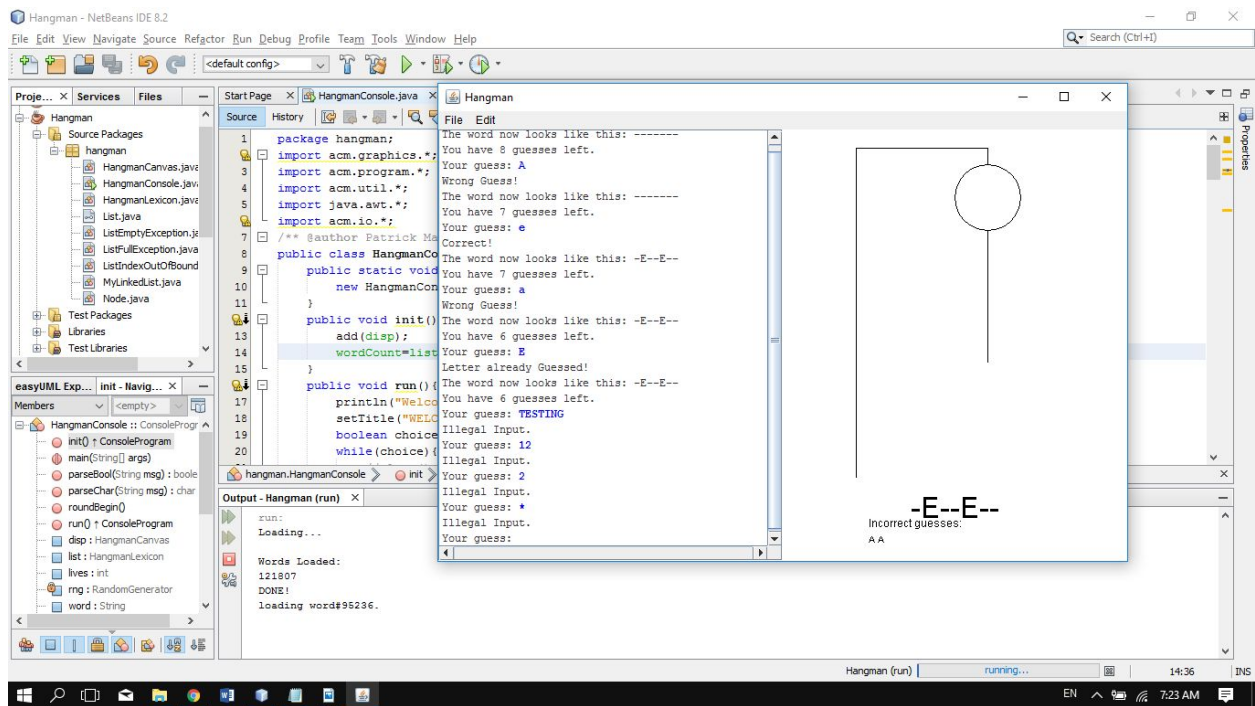 Hangman - NetBeans IDE 8.2
File Edit View Navigate Source Refactor Run Debug Profile Team Tools Window Help
Search (Ctrl+I)
<default config>
Proje... × Services Files
Hangman
Source Packages
hangman
HangmanCanvas.java
HangmanConsole.java
HangmanLexicon.java
List.java
ListEmptyException.ja
ListFullException.java
ListIndexOutOfBound
MyLinkedList.java
Node.java
Test Packages
Libraries
Test Libraries
easyUML Exp... init - Navig... ×
Members <empty>
HangmanConsole :: ConsoleProgr
init() ↑ ConsoleProgram
main(String[] args)
parseBool(String msg) : boole
parseChar(String msg) : char
roundBegin()
run() ↑ ConsoleProgram
disp : HangmanCanvas
list : HangmanLexicon
lives : int
rng : RandomGenerator
word : String
Start Page × HangmanConsole.java ×
Source History
1 package hangman;
import acm.graphics.*;
3 import acm.program.*;
4 import acm.util.*;
5 import java.awt.*;
import acm.io.*;
7 /** @author Patrick Ma
8 public class HangmanCo
9 public static void
10 new HangmanCon
11 }
public void init()
13 add(disp);
14 wordCount=list
15 }
public void run(){
17 println("Welco
18 setTitle("WELC
19 boolean choice
20 while(choice){
hangman.HangmanConsole init
Output - Hangman (run) ×
run:
Loading...
Words Loaded:
121807
DONE!
loading word#95236.
Hangman
File Edit
The word now looks like this: -------
You have 8 guesses left.
Your guess: A
Wrong Guess!
The word now looks like this: -------
You have 7 guesses left.
Your guess: e
Correct!
The word now looks like this: -E--E--
You have 7 guesses left.
Your guess: a
Wrong Guess!
The word now looks like this: -E--E--
You have 6 guesses left.
Your guess: E
Letter already Guessed!
The word now looks like this: -E--E--
You have 6 guesses left.
Your guess: TESTING
Illegal Input.
Your guess: 12
Illegal Input.
Your guess: 2
Illegal Input.
Your guess: *
Illegal Input.
Your guess:
-E--E--
Incorrect guesses:
A A
Properties
Hangman (run) running... 14:36 INS
EN 7:23 AM